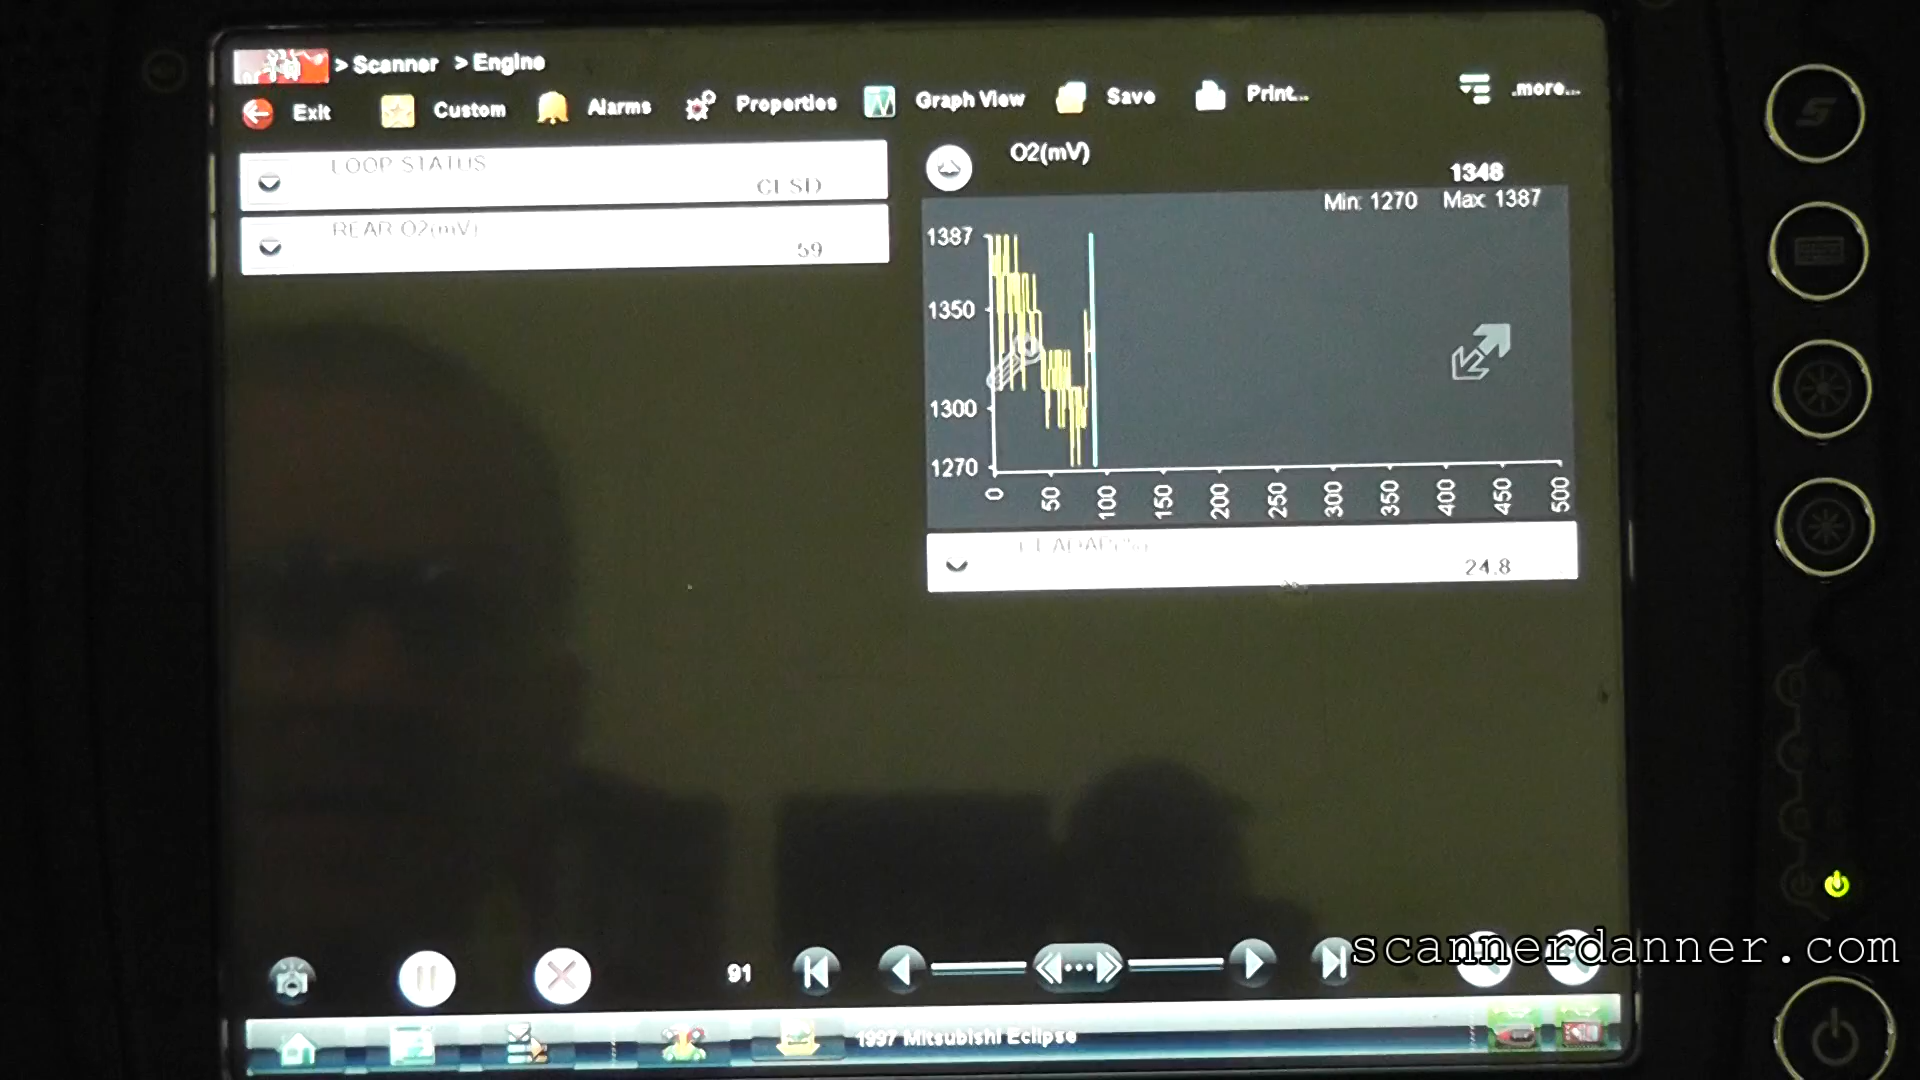 > Scanner > Engine
Exit Custom Alarms Properties Graph View Save Print... .more...
LOOP STATUS
CLSD
REAR O2(mV)
59
O2(mV)
1348
Min: 1270 Max: 1387
1387
1350
1300
1270
0 50 100 150 200 250 300 350 400 450 500
24.8
scannerdanner.com
91
1997 Mitsubishi Eclipse